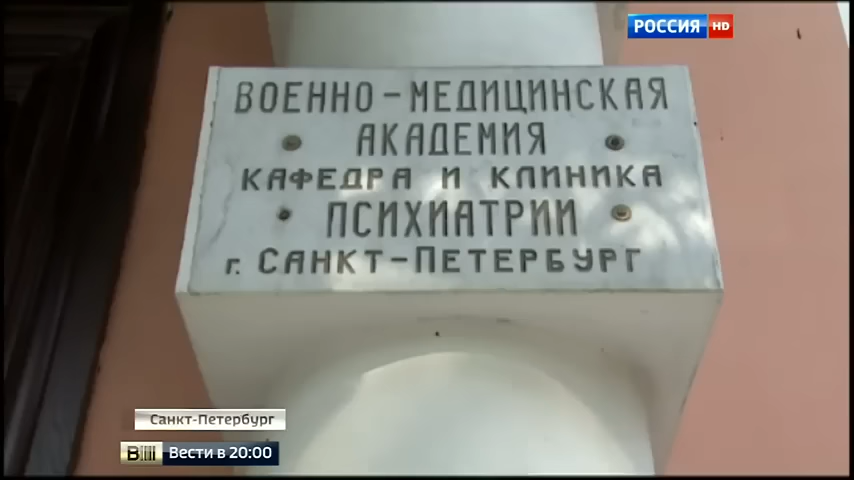 РОССИЯ HD
ВОЕННО-МЕДИЦИНСКАЯ
АКАДЕМИЯ
КАФЕДРА И КЛИНИКА
ПСИХИАТРИИ
г. САНКТ-ПЕТЕРБУРГ
Санкт-Петербург
Вести в 20:00